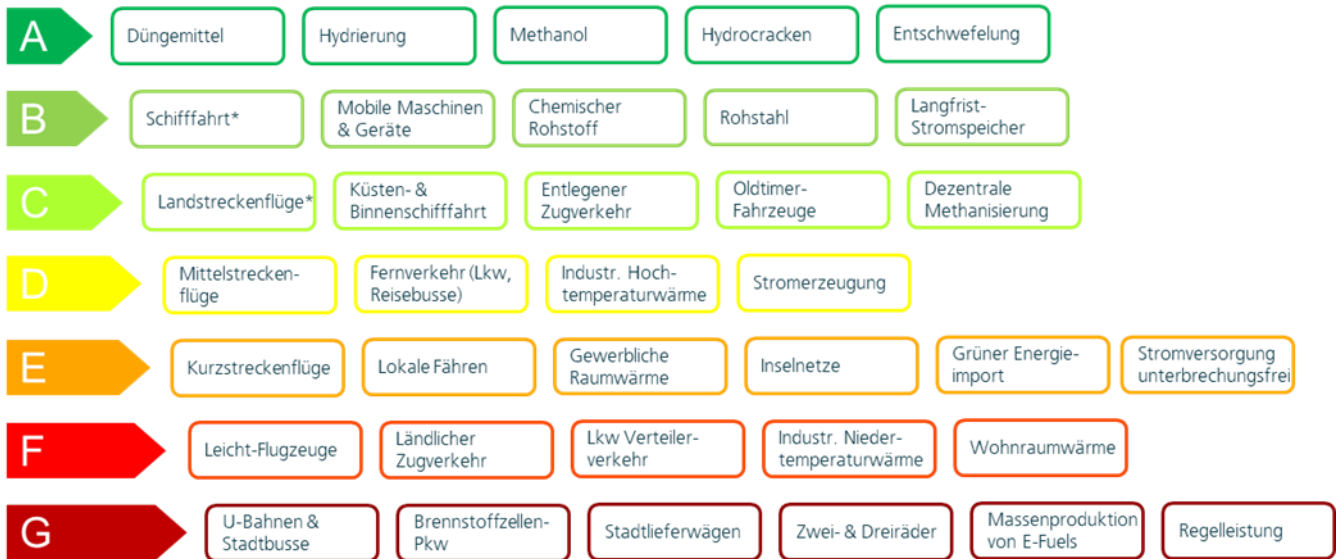 A
Düngemittel
Hydrierung
Methanol
Hydrocracken
Entschwefelung
B
Schifffahrt*
Mobile Maschinen
& Geräte
Chemischer
Rohstoff
Rohstahl
Langfrist-
Stromspeicher
C
Landstreckenflüge*
Küsten- &
Binnenschifffahrt
Entlegener
Zugverkehr
Oldtimer-
Fahrzeuge
Dezentrale
Methanisierung
D
Mittelstrecken-
flüge
Fernverkehr (Lkw,
Reisebusse)
Industr. Hoch-
temperaturwärme
Stromerzeugung
E
Kurzstreckenflüge
Lokale Fähren
Gewerbliche
Raumwärme
Inselnetze
Grüner Energie-
import
Stromversorgung
unterbrechungsfrei
F
Leicht-Flugzeuge
Ländlicher
Zugverkehr
Lkw Verteiler-
verkehr
Industr. Nieder-
temperaturwärme
Wohnraumwärme
G
U-Bahnen &
Stadtbusse
Brennstoffzellen-
Pkw
Stadtlieferwägen
Zwei- & Dreiräder
Massenproduktion
von E-Fuels
Regelleistung